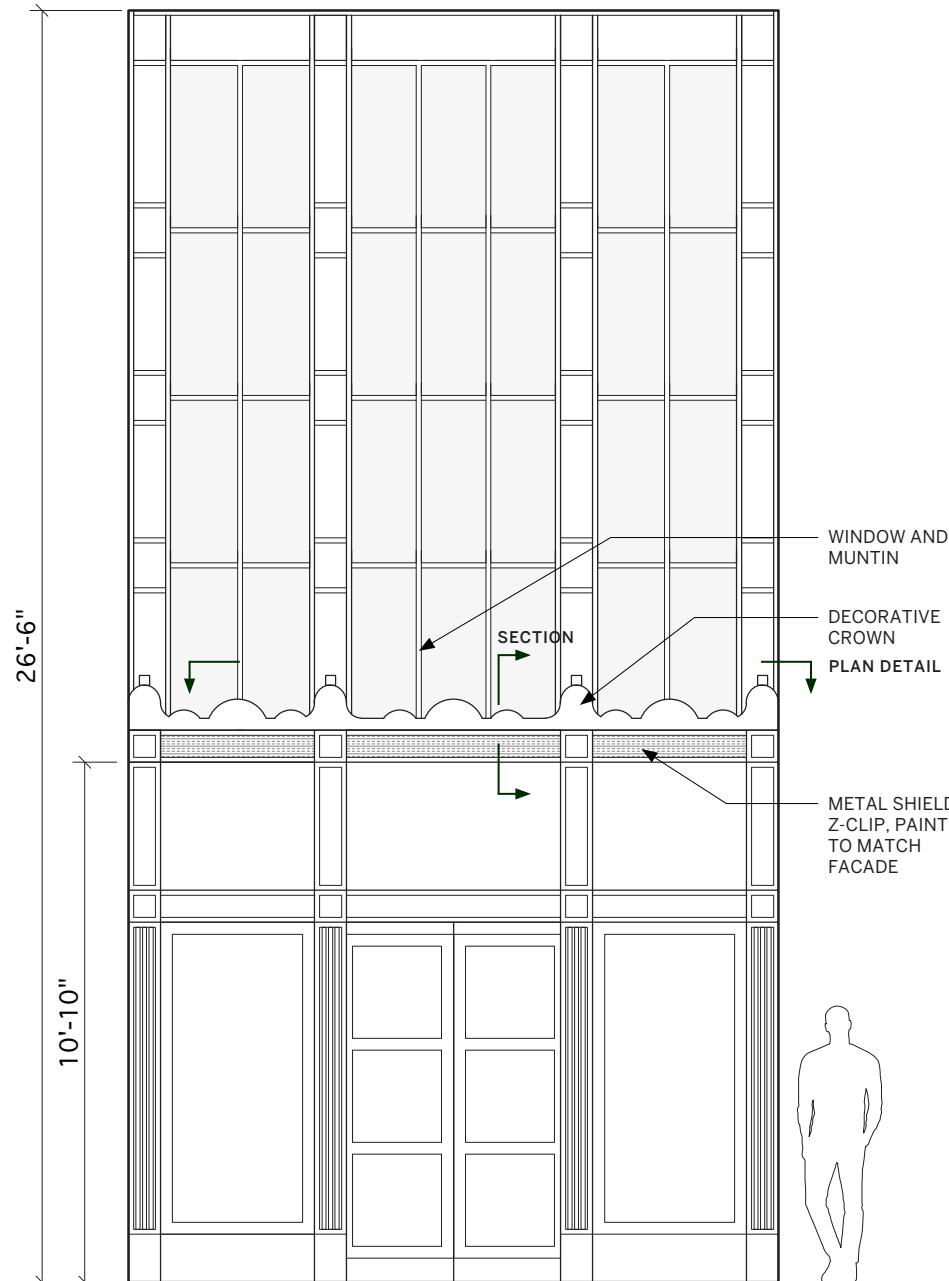 WINDOW AND
MUNTIN
DECORATIVE
CROWN
SECTION
PLAN DETAIL
26'-6"
METAL SHIELD
Z-CLIP, PAINT
TO MATCH
FACADE
10'-10"